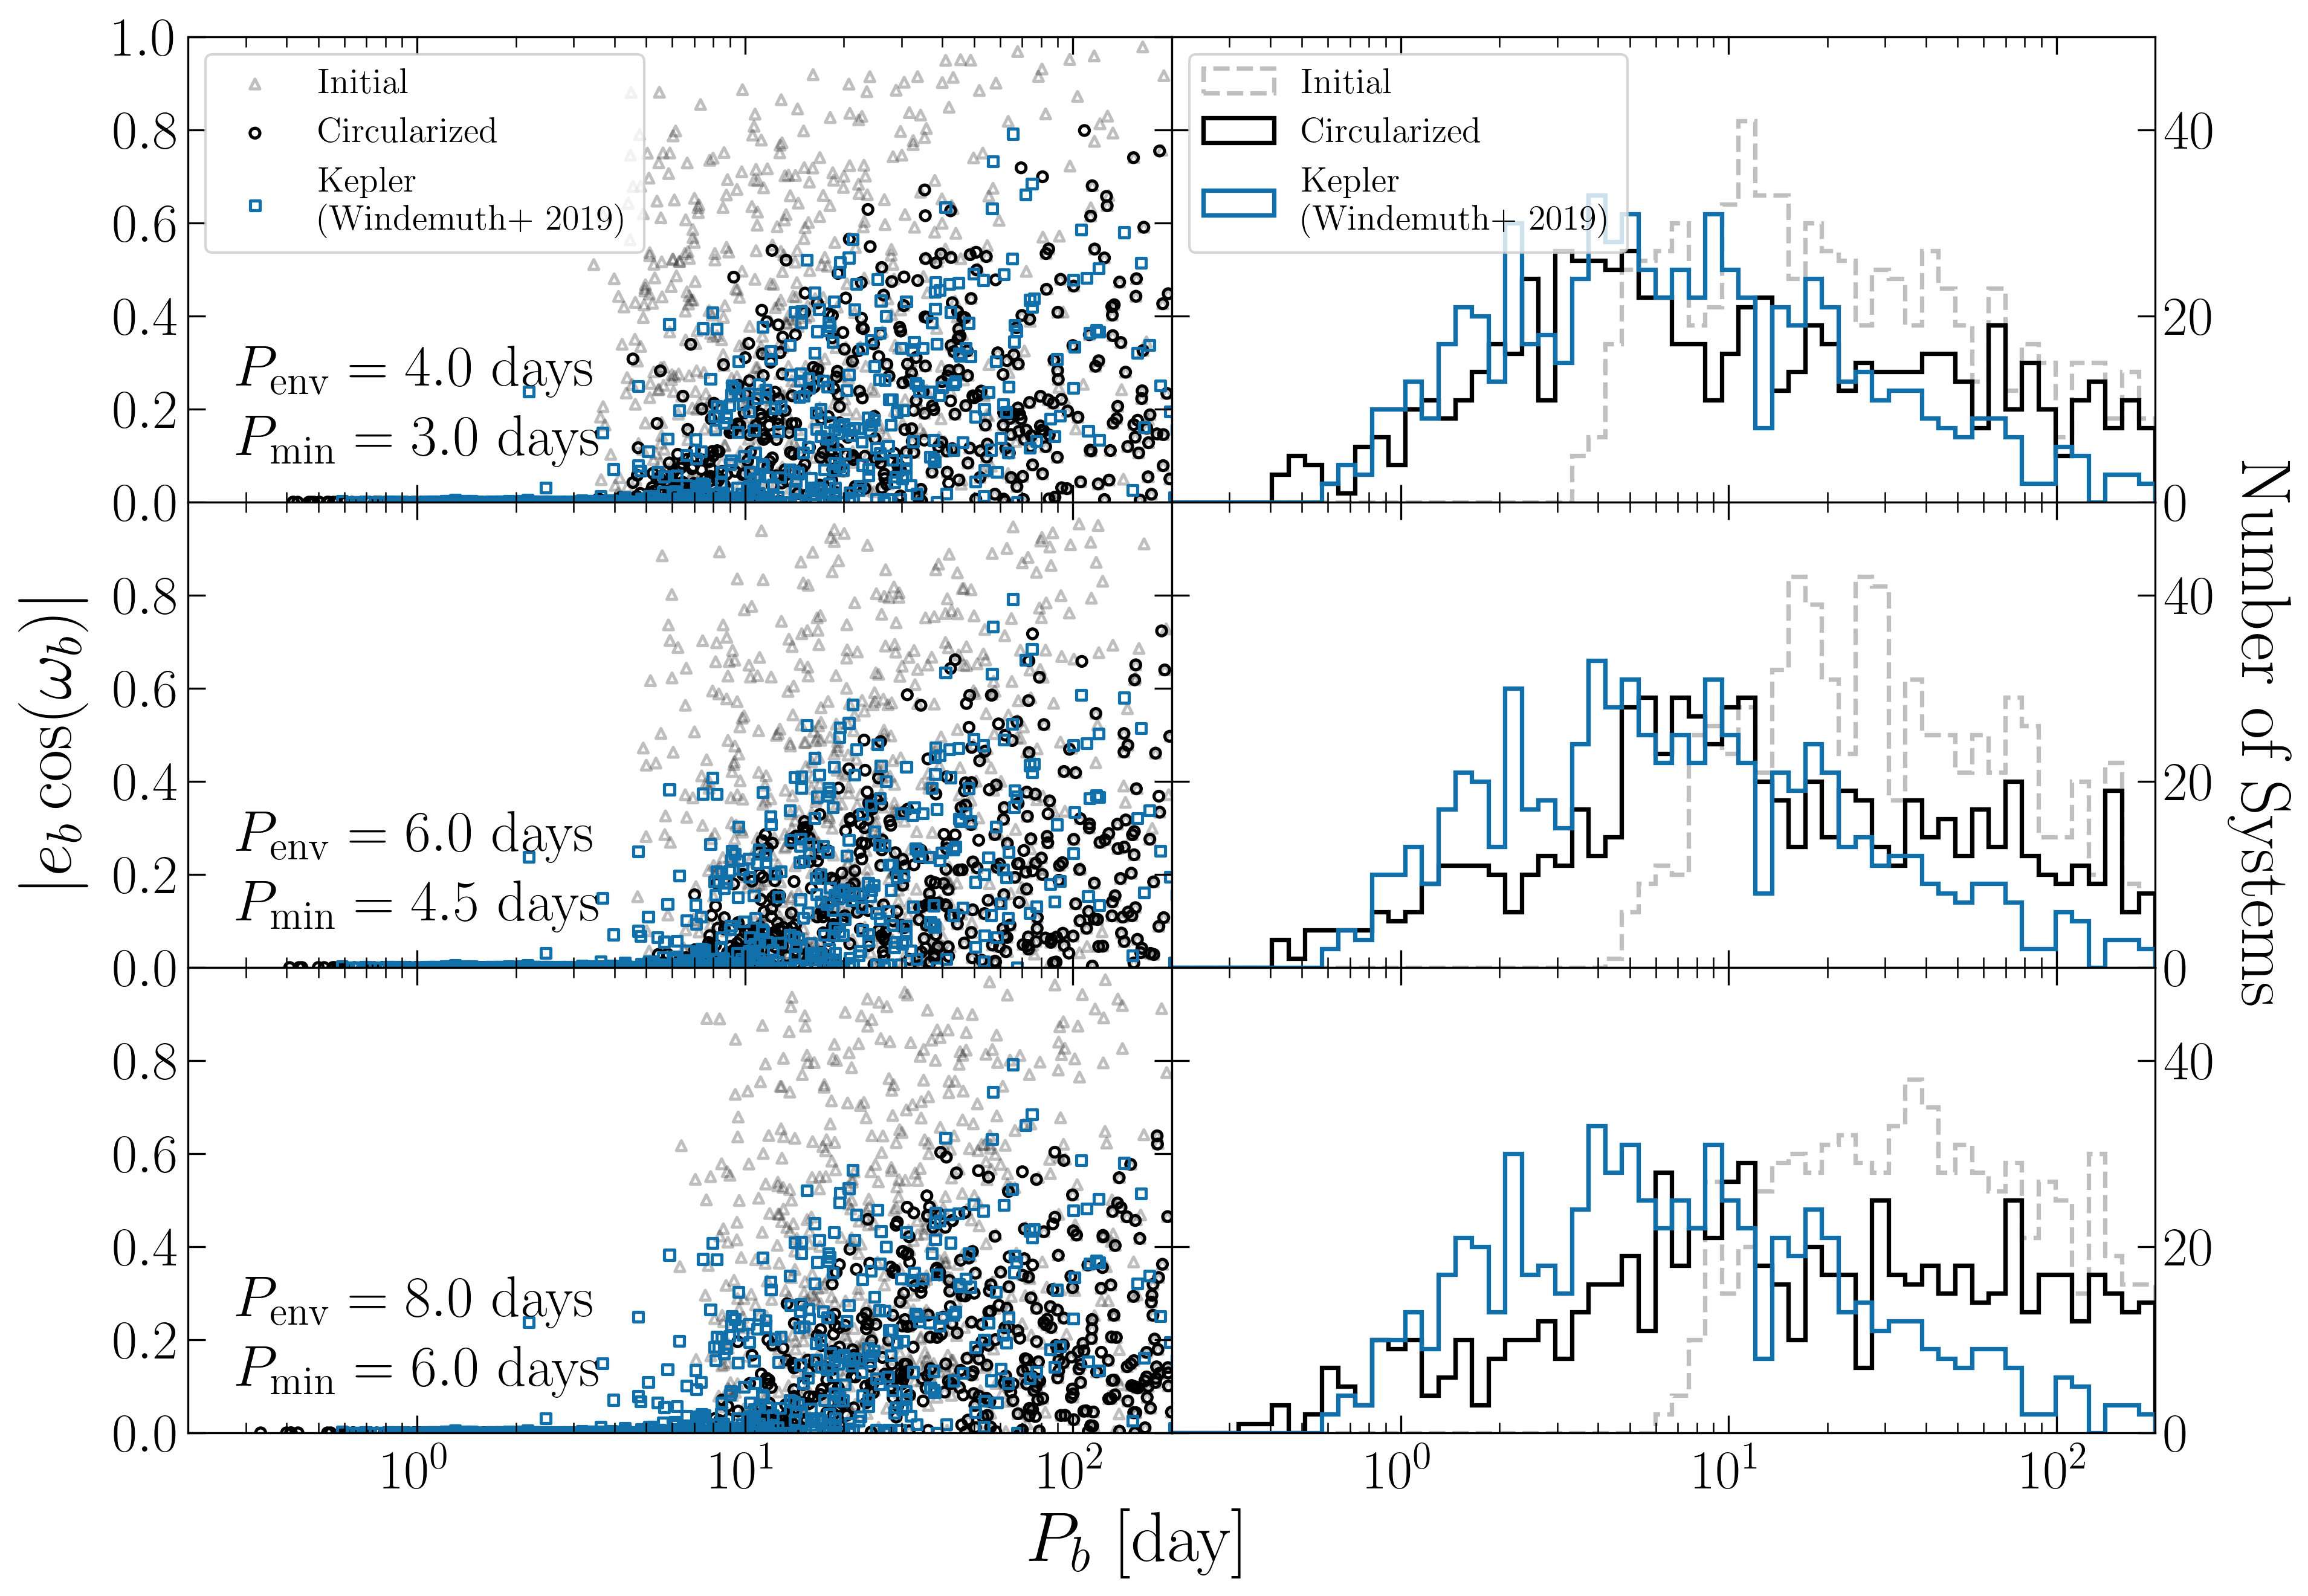 1.0
0.8
0.6
0.4
0.2
0.0
Initial
Circularized
Kepler
(Windemuth+ 2019)
P_env = 4.0 days
P_min = 3.0 days
Initial
Circularized
Kepler
(Windemuth+ 2019)
40
20
0
0.8
0.6
0.4
0.2
0.0
P_env = 6.0 days
P_min = 4.5 days
40
20
0
0.8
0.6
0.4
0.2
0.0
P_env = 8.0 days
P_min = 6.0 days
40
20
0
10^0
10^1
10^2
10^0
10^1
10^2
|e_b cos(ω_b)|
Number of Systems
P_b [day]